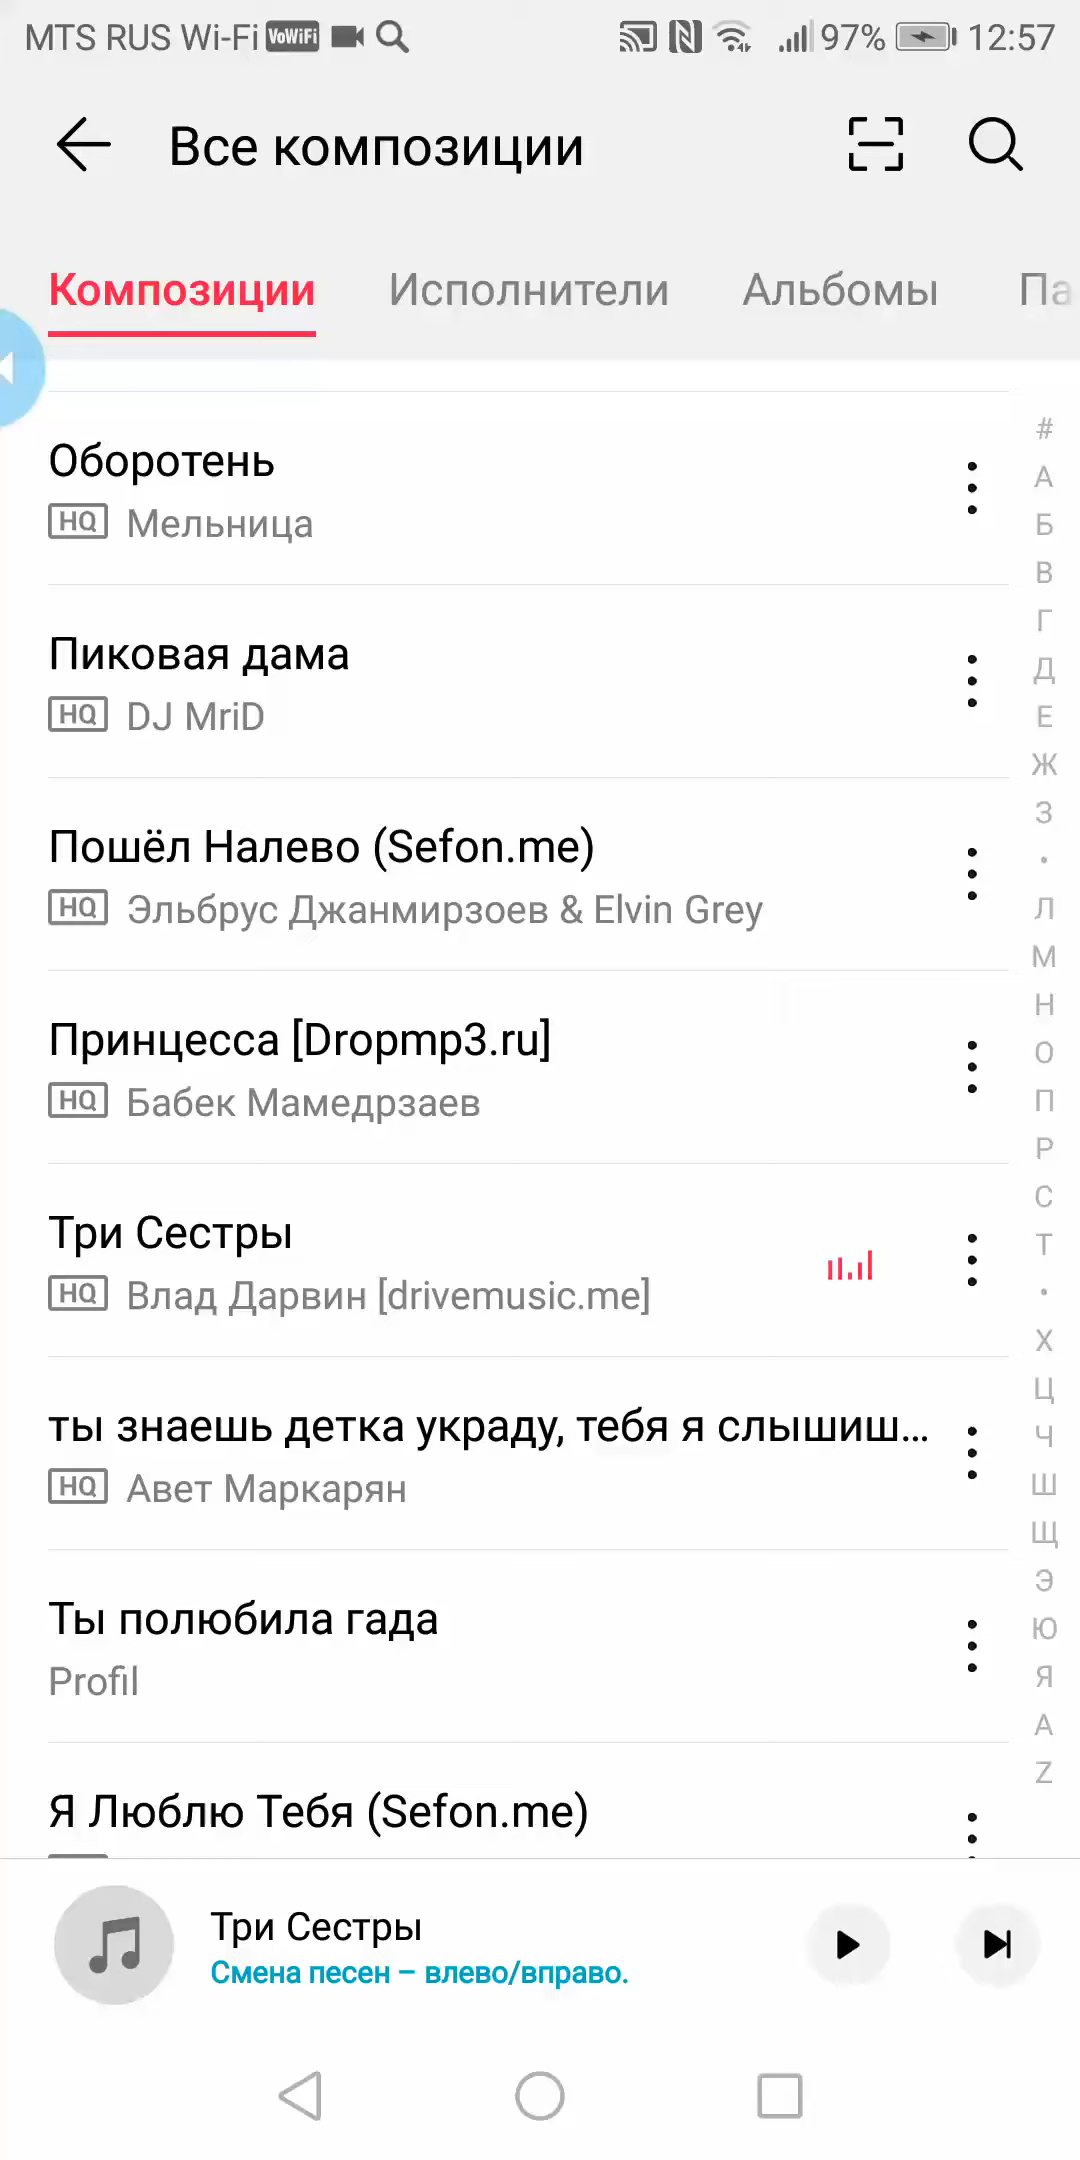 MTS RUS Wi-Fi VoWiFi 97% 12:57
Все композиции
Композиции Исполнители Альбомы Па
Оборотень
HQ Мельница
Пиковая дама
HQ DJ MriD
Пошёл Налево (Sefon.me)
HQ Эльбрус Джанмирзоев & Elvin Grey
Принцесса [Dropmp3.ru]
HQ Бабек Мамедрзаев
Три Сестры
HQ Влад Дарвин [drivemusic.me]
ты знаешь детка украду, тебя я слышиш...
HQ Авет Маркарян
Ты полюбила гада
Profil
Я Люблю Тебя (Sefon.me)
#
А
Б
В
Г
Д
Е
Ж
З
•
Л
М
Н
О
П
Р
С
Т
•
Х
Ц
Ч
Ш
Щ
Э
Ю
Я
A
Z
Три Сестры
Смена песен – влево/вправо.